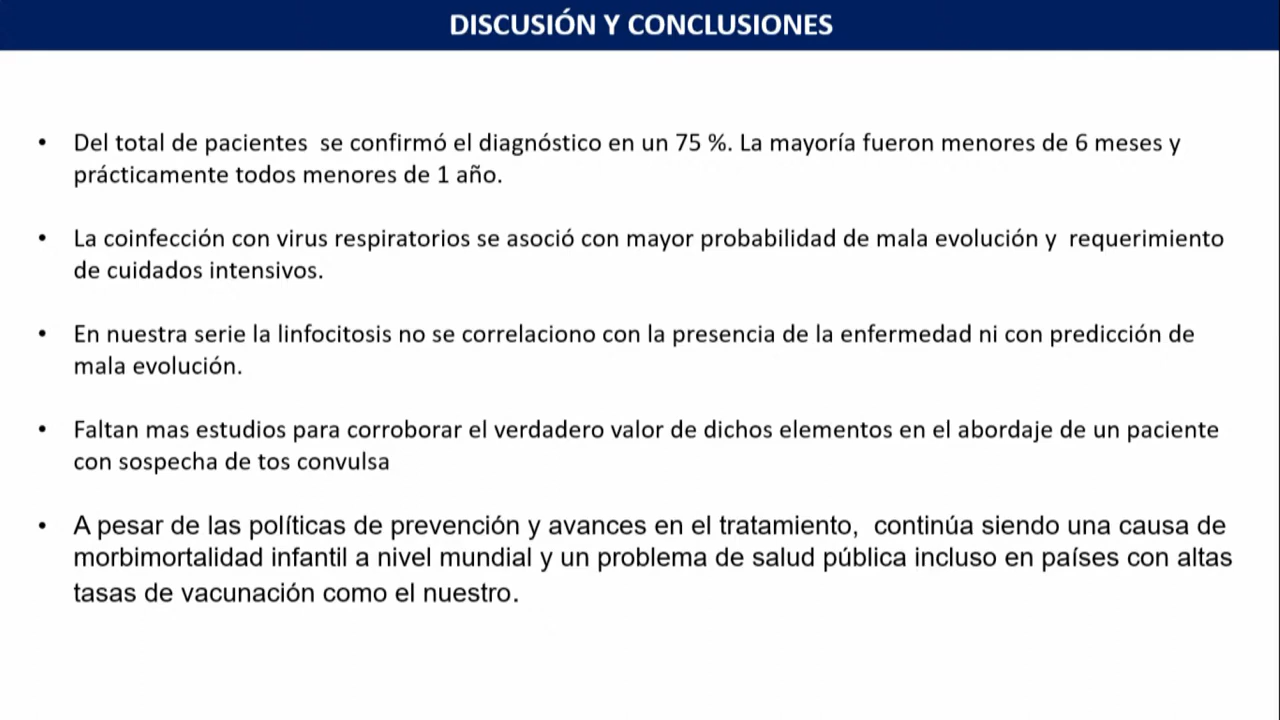 DISCUSIÓN Y CONCLUSIONES
• Del total de pacientes  se confirmó el diagnóstico en un 75 %. La mayoría fueron menores de 6 meses y
prácticamente todos menores de 1 año.
• La coinfección con virus respiratorios se asoció con mayor probabilidad de mala evolución y  requerimiento
de cuidados intensivos.
• En nuestra serie la linfocitosis no se correlaciono con la presencia de la enfermedad ni con predicción de
mala evolución.
• Faltan mas estudios para corroborar el verdadero valor de dichos elementos en el abordaje de un paciente
con sospecha de tos convulsa
• A pesar de las políticas de prevención y avances en el tratamiento,  continúa siendo una causa de
morbimortalidad infantil a nivel mundial y un problema de salud pública incluso en países con altas
tasas de vacunación como el nuestro.